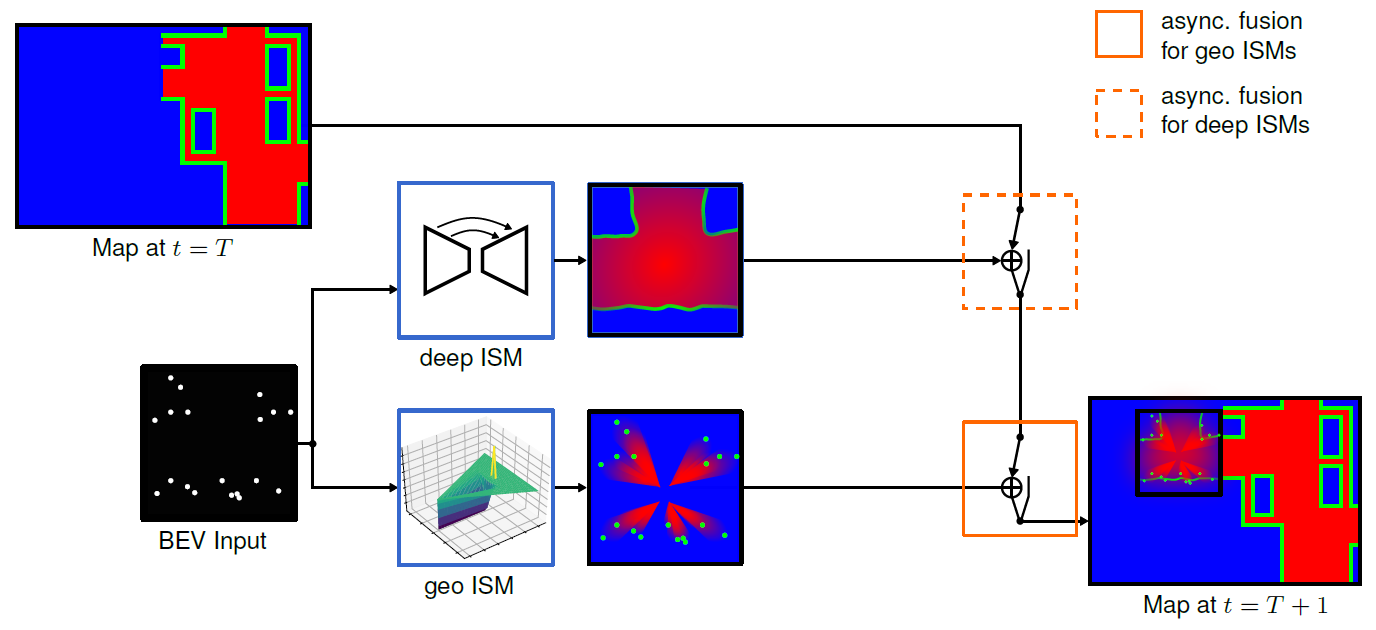 async. fusion
for geo ISMs
async. fusion
for deep ISMs
Map at t = T
deep ISM
BEV Input
geo ISM
Map at t = T + 1